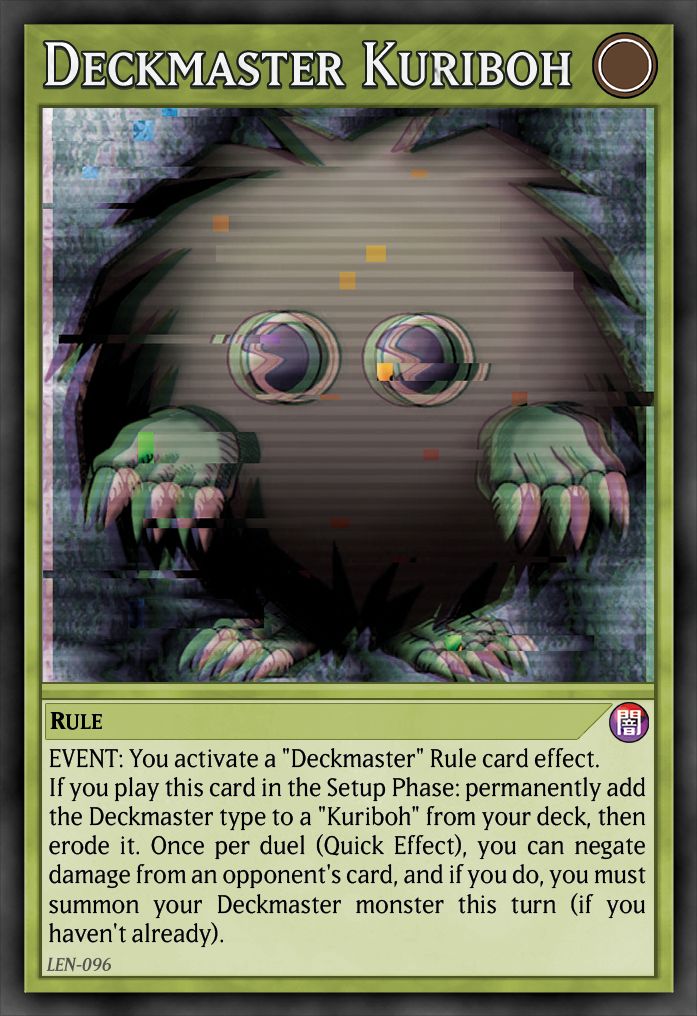 DECKMASTER KURIBOH
RULE
闇
EVENT: You activate a "Deckmaster" Rule card effect.
If you play this card in the Setup Phase: permanently add
the Deckmaster type to a "Kuriboh" from your deck, then
erode it. Once per duel (Quick Effect), you can negate
damage from an opponent's card, and if you do, you must
summon your Deckmaster monster this turn (if you
haven't already).
LEN-096